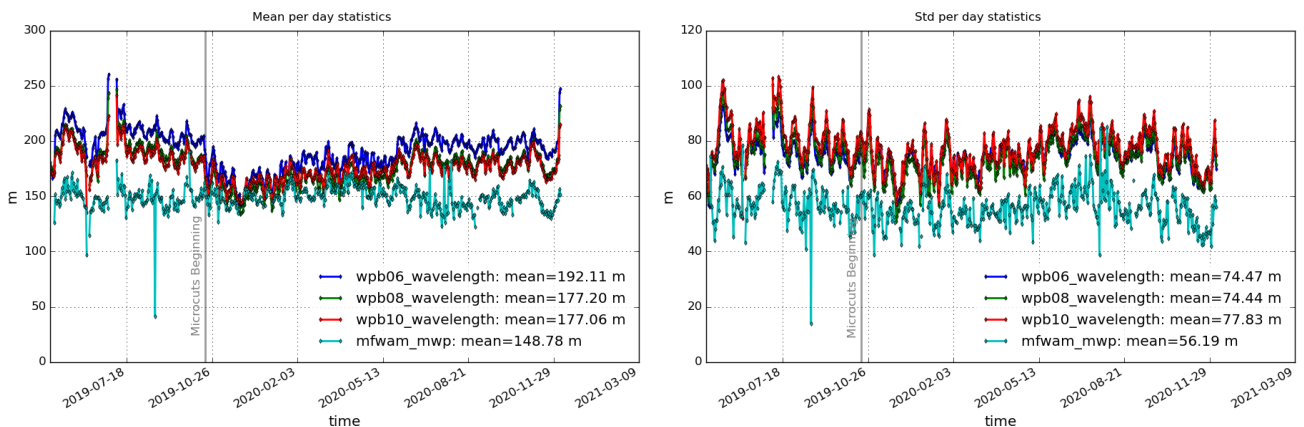 Mean per day statistics
300
250
200
150
100
50
0
m
Microcuts Beginning
wpb06_wavelength: mean=192.11 m
wpb08_wavelength: mean=177.20 m
wpb10_wavelength: mean=177.06 m
mfwam_mwp: mean=148.78 m
2019-07-18
2019-10-26
2020-02-03
2020-05-13
2020-08-21
2020-11-29
2021-03-09
time
Std per day statistics
120
100
80
60
40
20
0
m
Microcuts Beginning
wpb06_wavelength: mean=74.47 m
wpb08_wavelength: mean=74.44 m
wpb10_wavelength: mean=77.83 m
mfwam_mwp: mean=56.19 m
2019-07-18
2019-10-26
2020-02-03
2020-05-13
2020-08-21
2020-11-29
2021-03-09
time